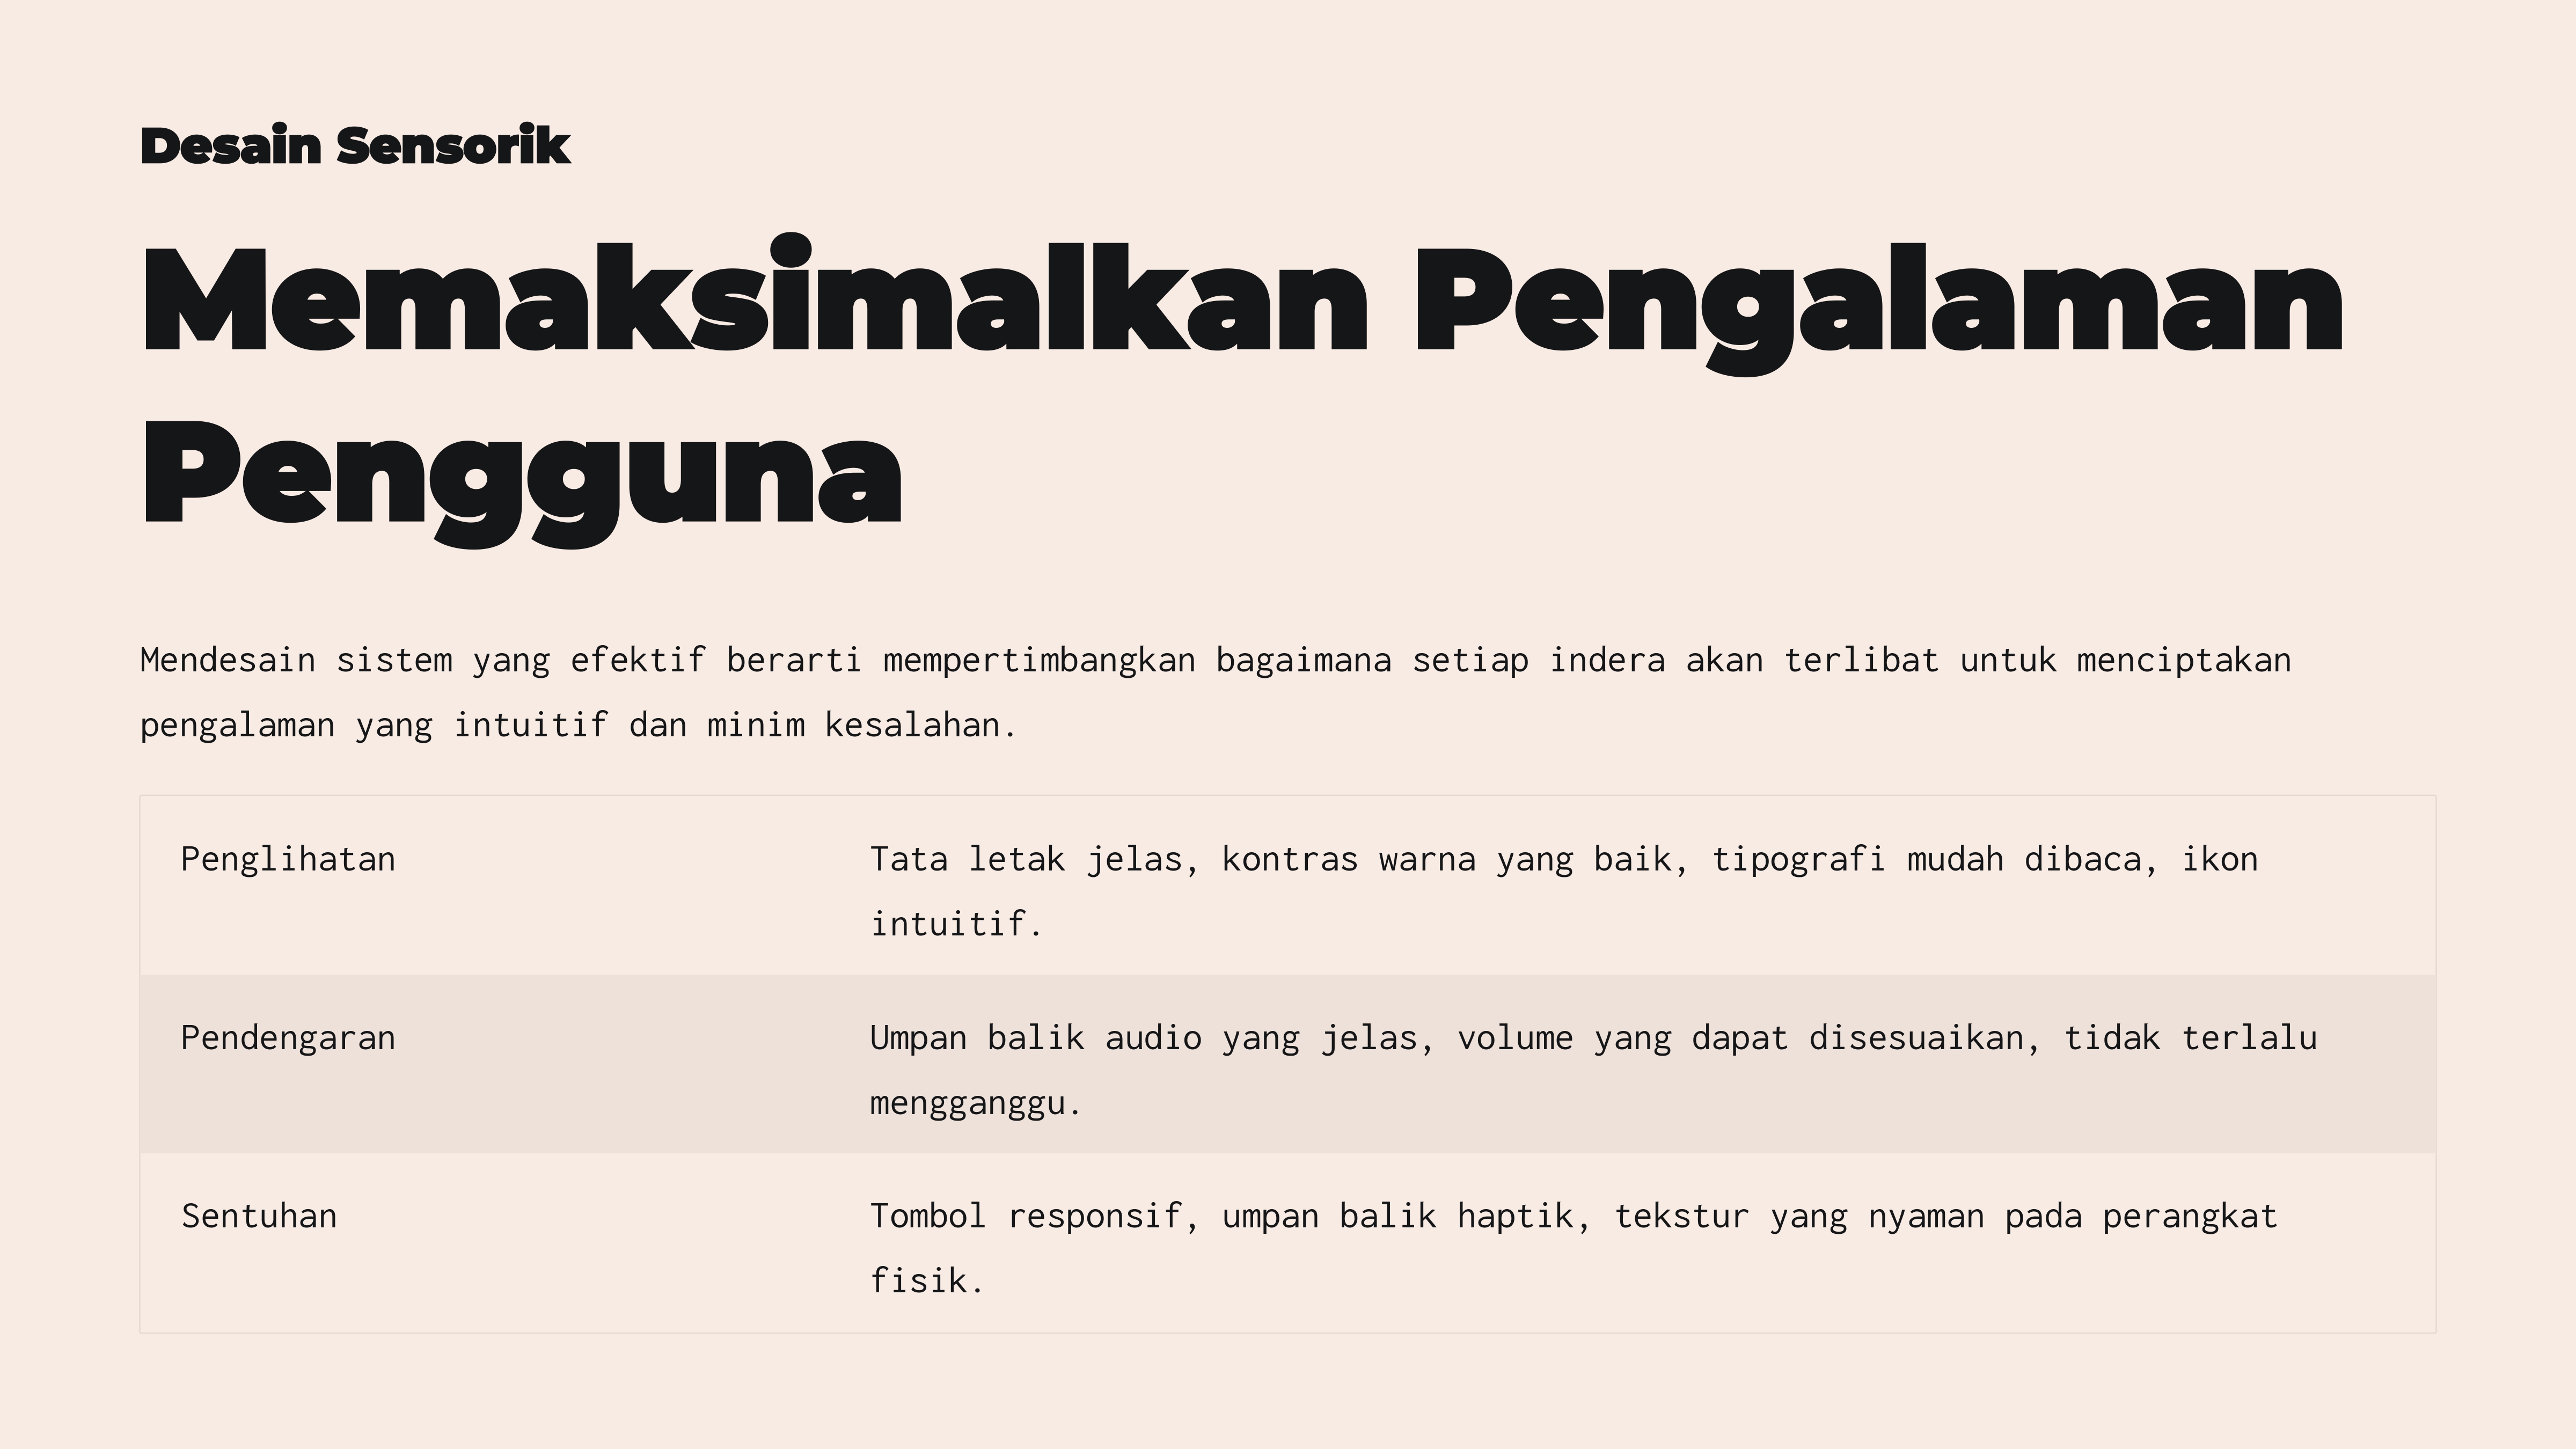 Desain Sensorik
Memaksimalkan Pengalaman
Pengguna
Mendesain sistem yang efektif berarti mempertimbangkan bagaimana setiap indera akan terlibat untuk menciptakan
pengalaman yang intuitif dan minim kesalahan.
Penglihatan
Tata letak jelas, kontras warna yang baik, tipografi mudah dibaca, ikon
intuitif.
Pendengaran
Umpan balik audio yang jelas, volume yang dapat disesuaikan, tidak terlalu
mengganggu.
Sentuhan
Tombol responsif, umpan balik haptik, tekstur yang nyaman pada perangkat
fisik.